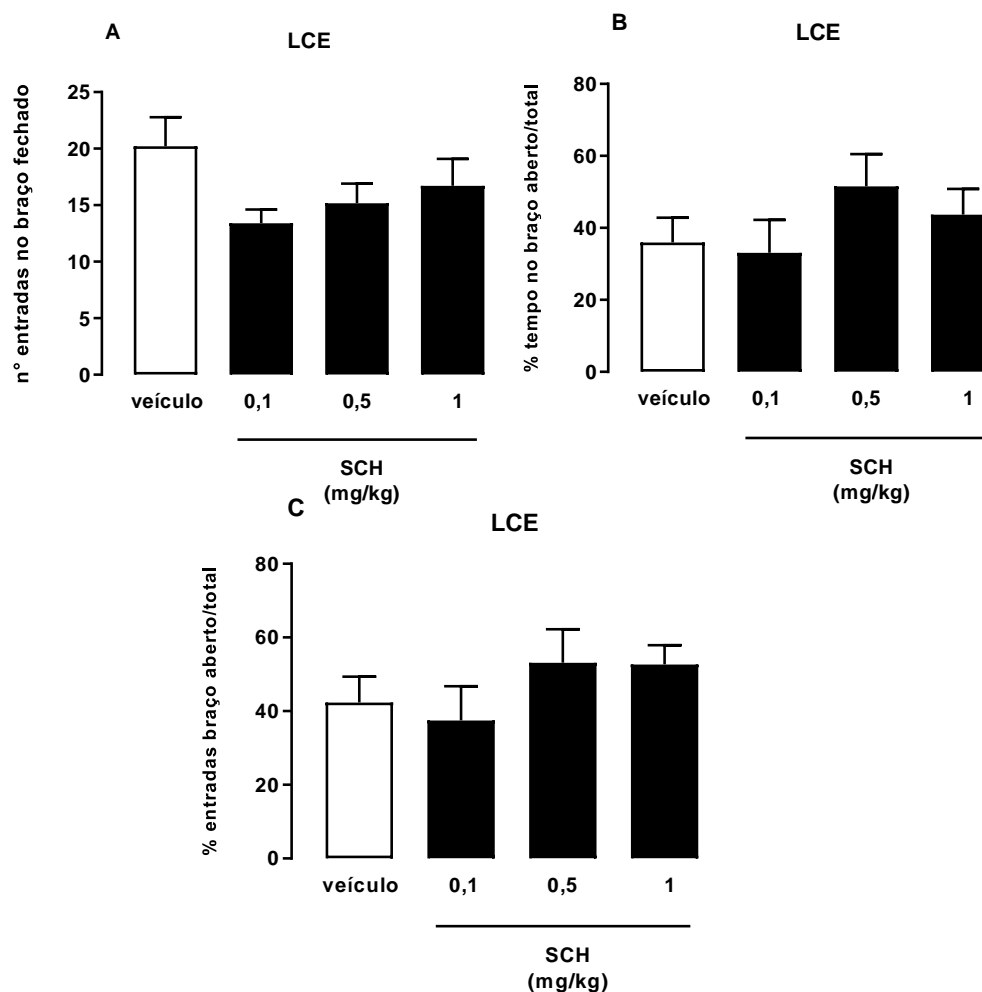 A
LCE
n° entradas no braço fechado
25
20
15
10
5
0
veículo 0,1 0,5 1
SCH
(mg/kg)
B
LCE
% tempo no braço aberto/total
80
60
40
20
0
veículo 0,1 0,5 1
SCH
(mg/kg)
C
LCE
% entradas braço aberto/total
80
60
40
20
0
veículo 0,1 0,5 1
SCH
(mg/kg)